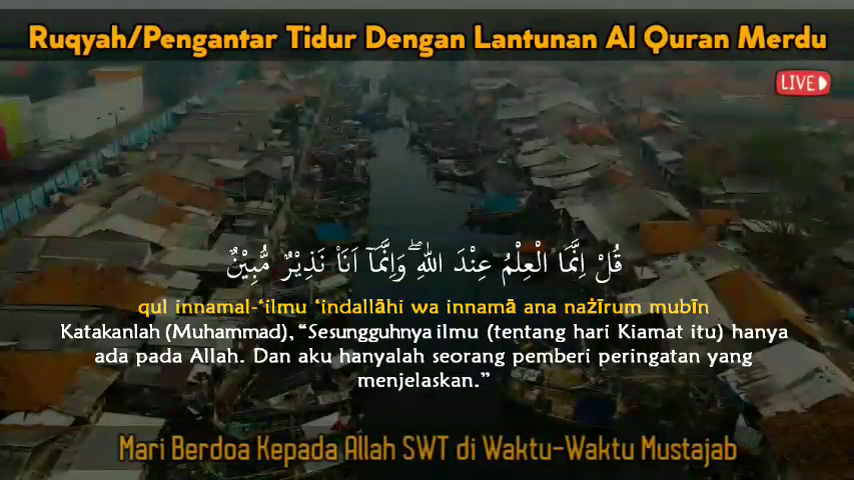 Ruqyah/Pengantar Tidur Dengan Lantunan Al Quran Merdu
LIVE
قُلْ اِنَّمَا الْعِلْمُ عِنْدَ اللّٰهِ ۖوَاِنَّمَآ اَنَا۠ نَذِيْرٌ مُّبِيْنٌ
qul innamal-‘ilmu ‘indallāhi wa innamā ana nażīrum mubīn
Katakanlah (Muhammad), “Sesungguhnya ilmu (tentang hari Kiamat itu) hanya
ada pada Allah. Dan aku hanyalah seorang pemberi peringatan yang
menjelaskan.”
Mari Berdoa Kepada Allah SWT di Waktu-Waktu Mustajab